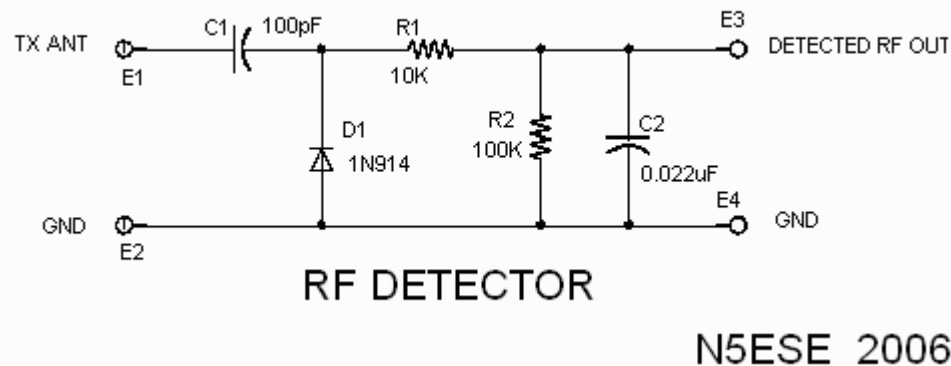 C1
100pF
R1
E3
TX ANT
DETECTED RF OUT
E1
10K
D1
R2
C2
1N914
100K
0.022uF
E4
GND
GND
E2
RF DETECTOR
N5ESE 2006